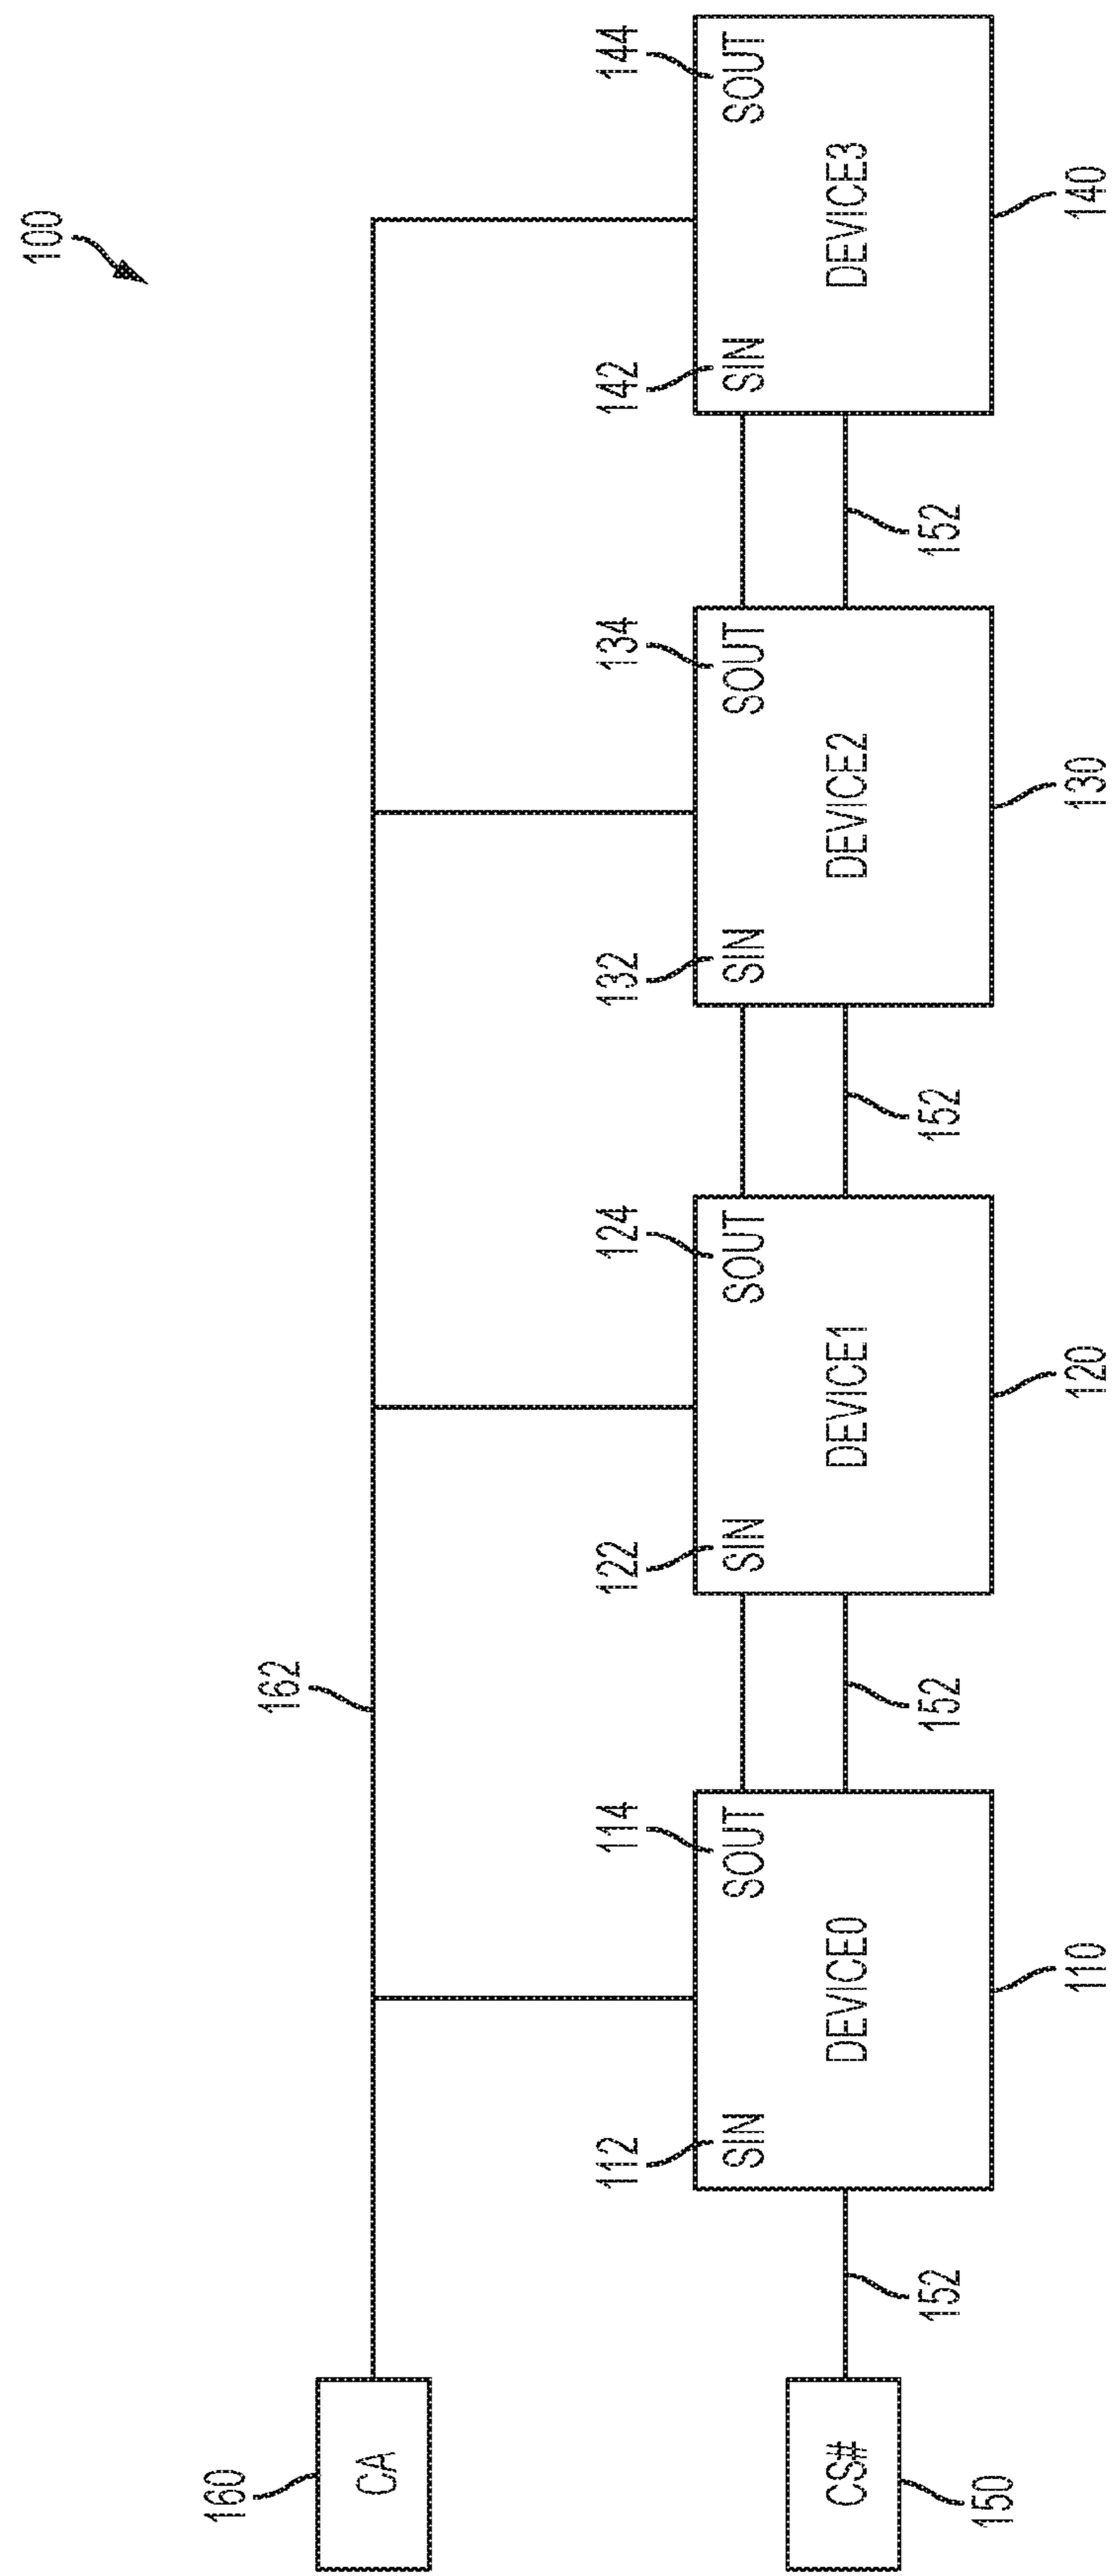 100
160
CA
162
112
SIN
114
SOUT
DEVICE0
110
122
SIN
124
SOUT
DEVICE1
120
132
SIN
134
SOUT
DEVICE2
130
142
SIN
144
SOUT
DEVICE3
140
CS#
150
152
152
152
152